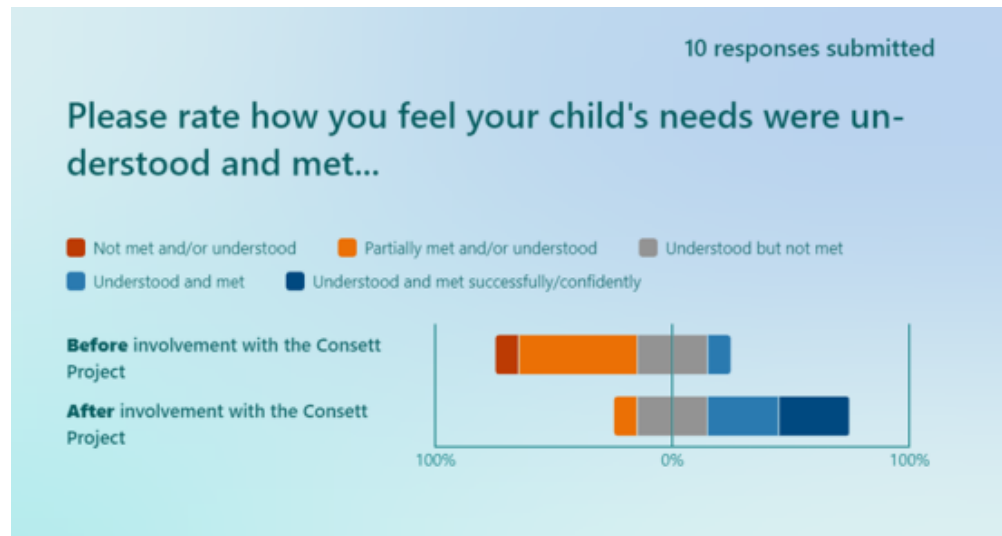 10 responses submitted
Please rate how you feel your child's needs were un-
derstood and met...
Not met and/or understood Partially met and/or understood Understood but not met
Understood and met Understood and met successfully/confidently
Before involvement with the Consett
Project
After involvement with the Consett
Project
100% 0% 100%